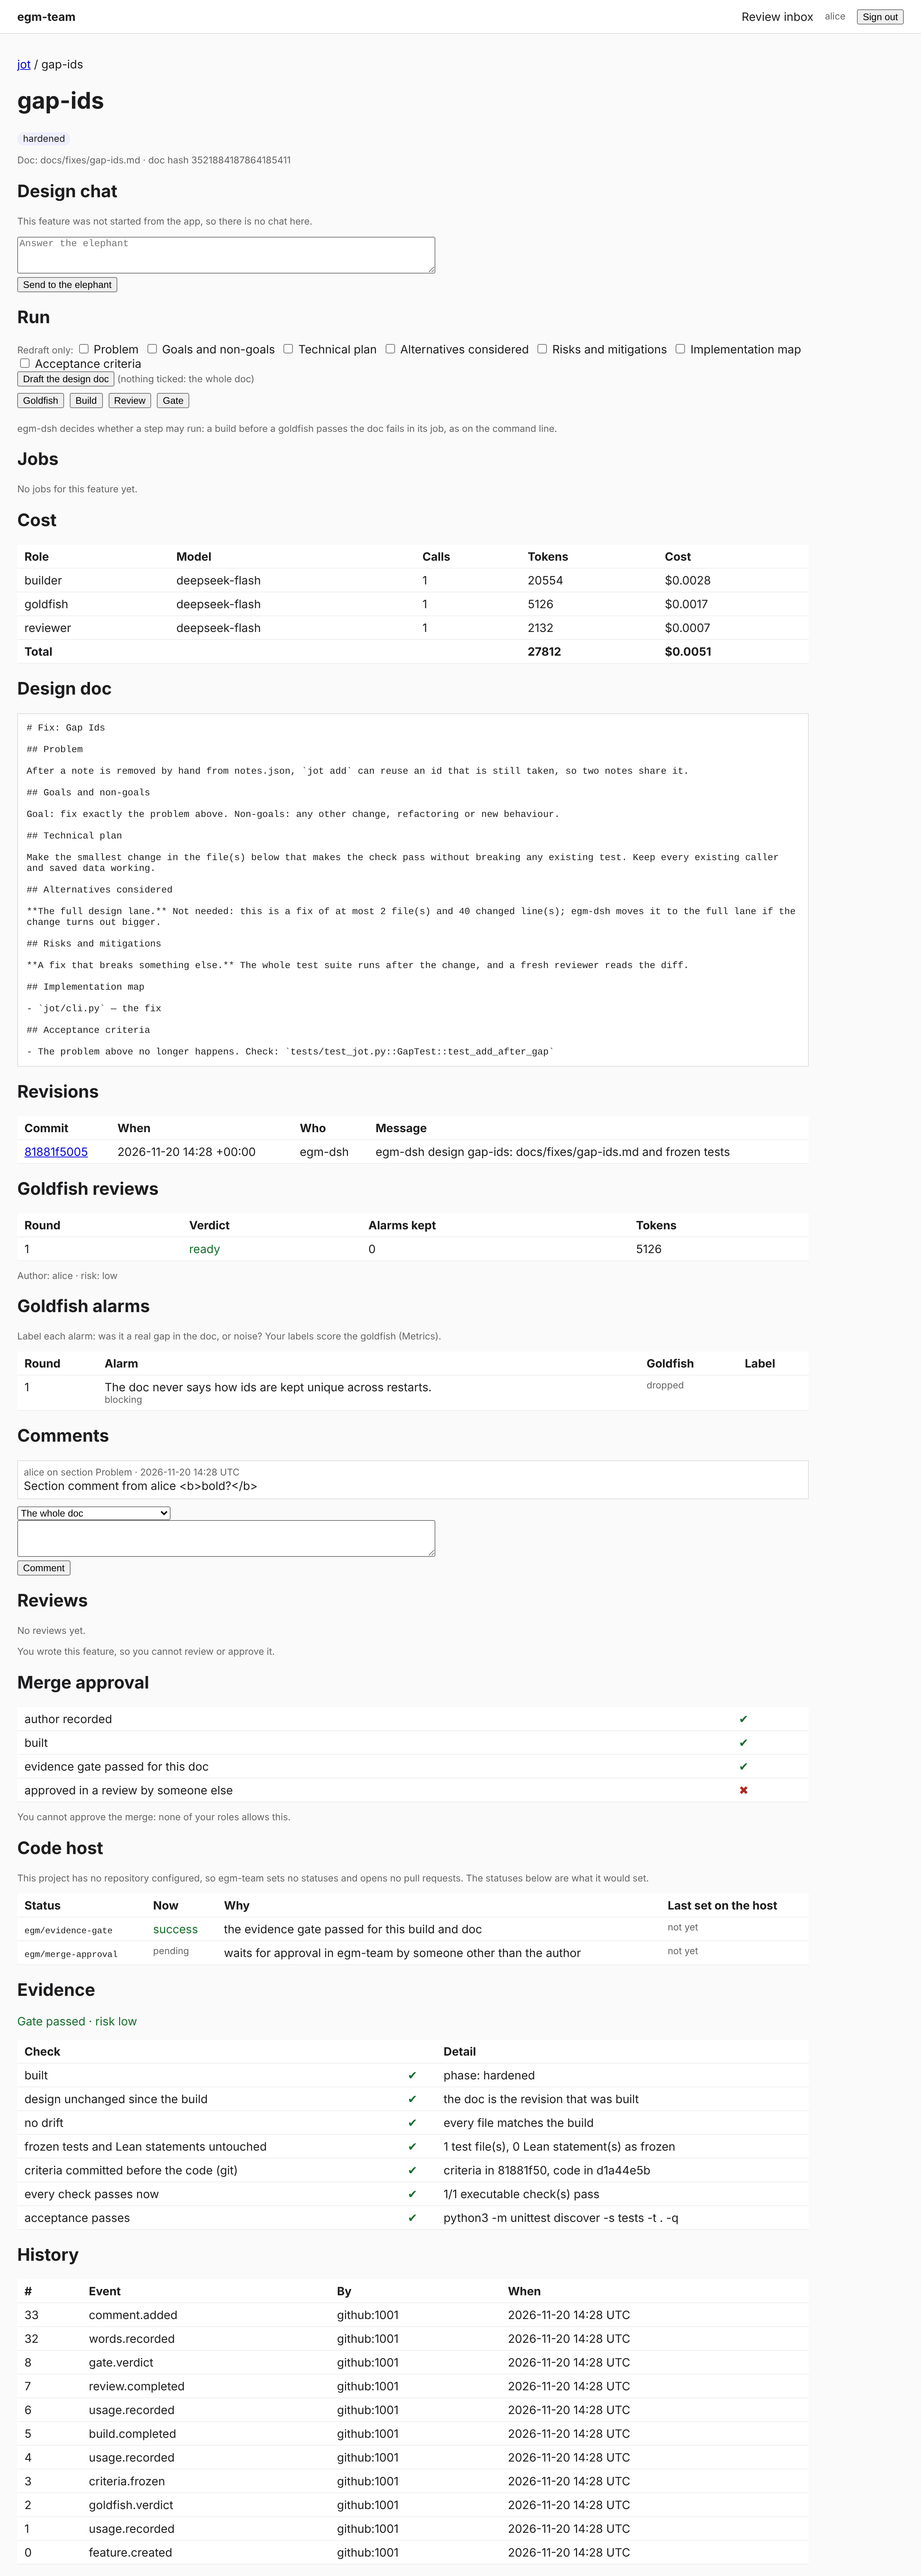 egm-team
Review inbox alice Sign out
jot / gap-ids
gap-ids
hardened
Doc: docs/fixes/gap-ids.md · doc hash 3521884187864185411
Design chat
This feature was not started from the app, so there is no chat here.
Answer the elephant
Send to the elephant
Run
Redraft only: Problem Goals and non-goals Technical plan Alternatives considered Risks and mitigations Implementation map
Acceptance criteria
Draft the design doc (nothing ticked: the whole doc)
Goldfish Build Review Gate
egm-dsh decides whether a step may run: a build before a goldfish passes the doc fails in its job, as on the command line.
Jobs
No jobs for this feature yet.
Cost
Role Model Calls Tokens Cost
builder deepseek-flash 1 20554 $0.0028
goldfish deepseek-flash 1 5126 $0.0017
reviewer deepseek-flash 1 2132 $0.0007
Total 27812 $0.0051
Design doc
# Fix: Gap Ids
## Problem
After a note is removed by hand from notes.json, `jot add` can reuse an id that is still taken, so two notes share it.
## Goals and non-goals
Goal: fix exactly the problem above. Non-goals: any other change, refactoring or new behaviour.
## Technical plan
Make the smallest change in the file(s) below that makes the check pass without breaking any existing test. Keep every existing caller
and saved data working.
## Alternatives considered
**The full design lane.** Not needed: this is a fix of at most 2 file(s) and 40 changed line(s); egm-dsh moves it to the full lane if the
change turns out bigger.
## Risks and mitigations
**A fix that breaks something else.** The whole test suite runs after the change, and a fresh reviewer reads the diff.
## Implementation map
- `jot/cli.py` — the fix
## Acceptance criteria
- The problem above no longer happens. Check: `tests/test_jot.py::GapTest::test_add_after_gap`
Revisions
Commit When Who Message
81881f5005 2026-11-20 14:28 +00:00 egm-dsh egm-dsh design gap-ids: docs/fixes/gap-ids.md and frozen tests
Goldfish reviews
Round Verdict Alarms kept Tokens
1 ready 0 5126
Author: alice · risk: low
Goldfish alarms
Label each alarm: was it a real gap in the doc, or noise? Your labels score the goldfish (Metrics).
Round Alarm Goldfish Label
1 The doc never says how ids are kept unique across restarts. dropped
blocking
Comments
alice on section Problem · 2026-11-20 14:28 UTC
Section comment from alice <b>bold?</b>
The whole doc
Comment
Reviews
No reviews yet.
You wrote this feature, so you cannot review or approve it.
Merge approval
author recorded ✔
built ✔
evidence gate passed for this doc ✔
approved in a review by someone else ✖
You cannot approve the merge: none of your roles allows this.
Code host
This project has no repository configured, so egm-team sets no statuses and opens no pull requests. The statuses below are what it would set.
Status Now Why Last set on the host
egm/evidence-gate success the evidence gate passed for this build and doc not yet
egm/merge-approval pending waits for approval in egm-team by someone other than the author not yet
Evidence
Gate passed · risk low
Check Detail
built ✔ phase: hardened
design unchanged since the build ✔ the doc is the revision that was built
no drift ✔ every file matches the build
frozen tests and Lean statements untouched ✔ 1 test file(s), 0 Lean statement(s) as frozen
criteria committed before the code (git) ✔ criteria in 81881f50, code in d1a44e5b
every check passes now ✔ 1/1 executable check(s) pass
acceptance passes ✔ python3 -m unittest discover -s tests -t . -q
History
# Event By When
33 comment.added github:1001 2026-11-20 14:28 UTC
32 words.recorded github:1001 2026-11-20 14:28 UTC
8 gate.verdict github:1001 2026-11-20 14:28 UTC
7 review.completed github:1001 2026-11-20 14:28 UTC
6 usage.recorded github:1001 2026-11-20 14:28 UTC
5 build.completed github:1001 2026-11-20 14:28 UTC
4 usage.recorded github:1001 2026-11-20 14:28 UTC
3 criteria.frozen github:1001 2026-11-20 14:28 UTC
2 goldfish.verdict github:1001 2026-11-20 14:28 UTC
1 usage.recorded github:1001 2026-11-20 14:28 UTC
0 feature.created github:1001 2026-11-20 14:28 UTC